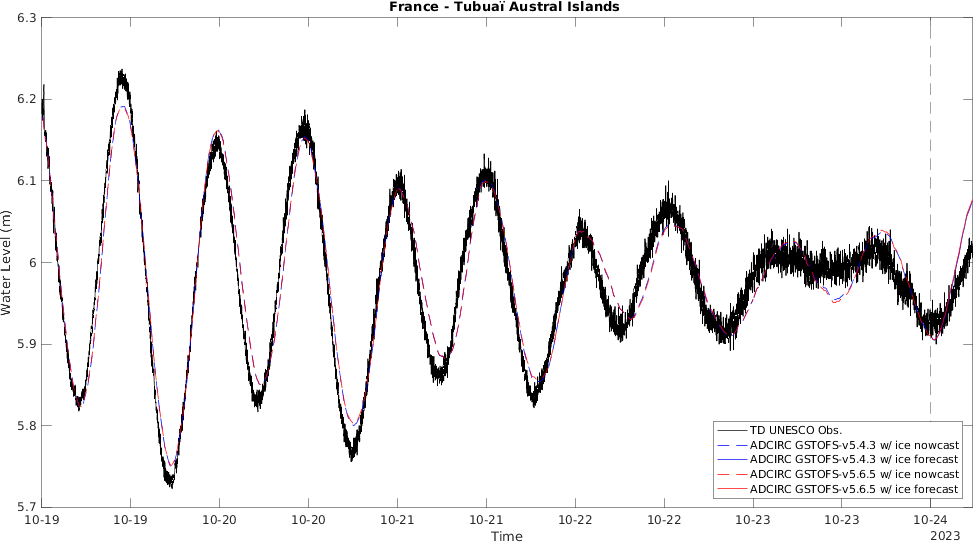 France - Tubuaï Austral Islands
6.3
6.2
6.1
6
5.9
5.8
5.7
Water Level (m)
TD UNESCO Obs.
ADCIRC GSTOFS-v5.4.3 w/ ice nowcast
ADCIRC GSTOFS-v5.4.3 w/ ice forecast
ADCIRC GSTOFS-v5.6.5 w/ ice nowcast
ADCIRC GSTOFS-v5.6.5 w/ ice forecast
10-19 10-19 10-20 10-20 10-21 10-21 10-22 10-22 10-23 10-23 10-24
2023
Time